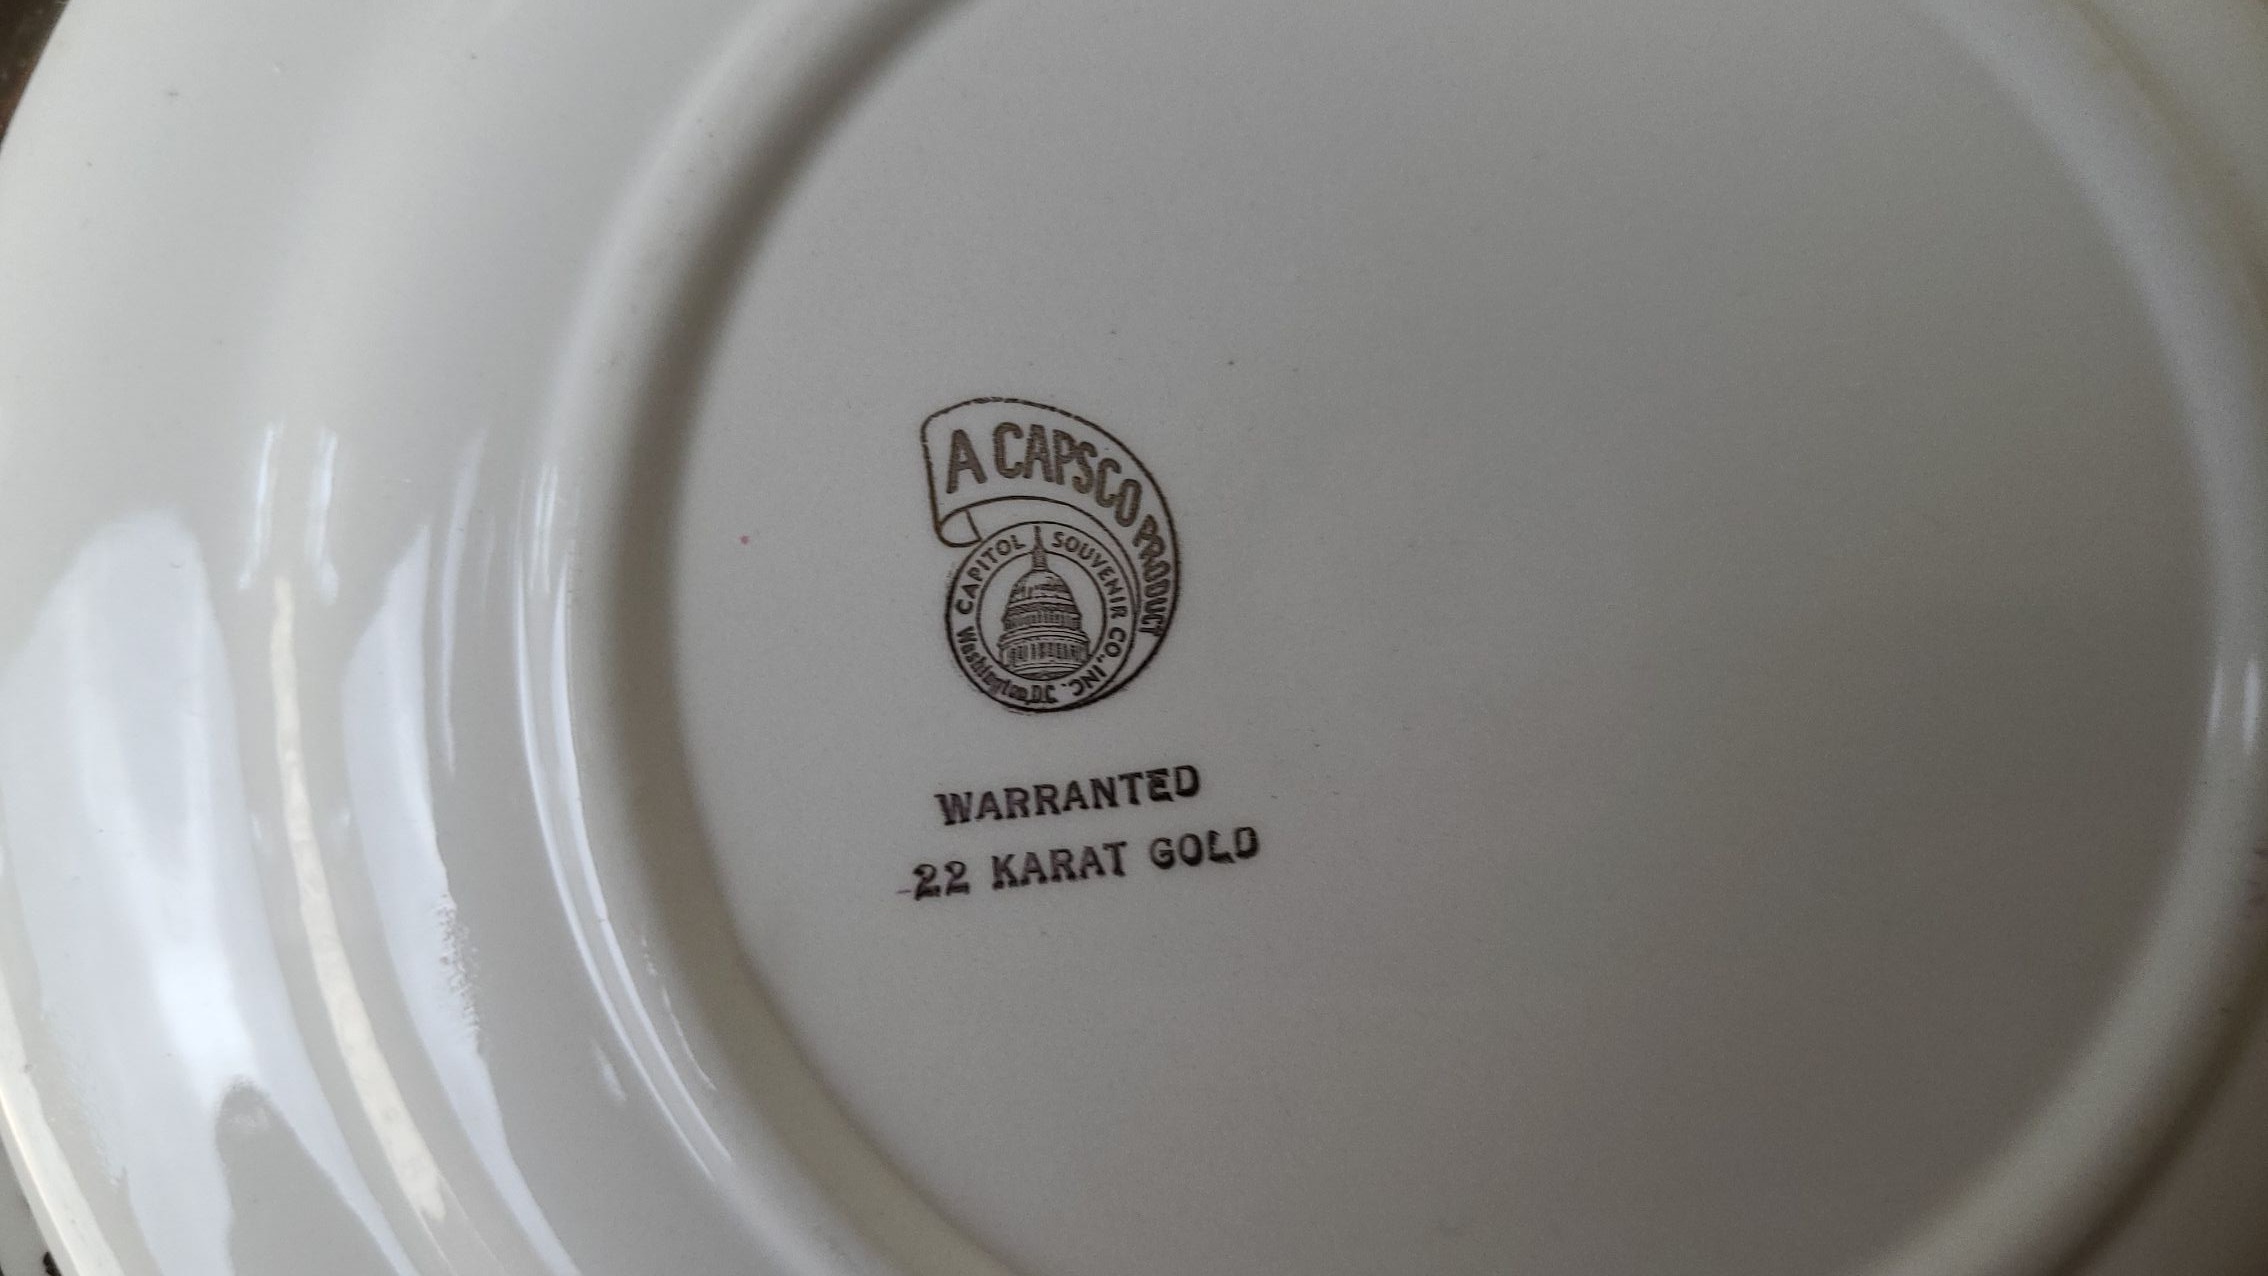 A CAPSCO PRODUCT
CAPITOL SOUVENIR CO., INC.
Washington, D.C.
WARRANTED
22 KARAT GOLD